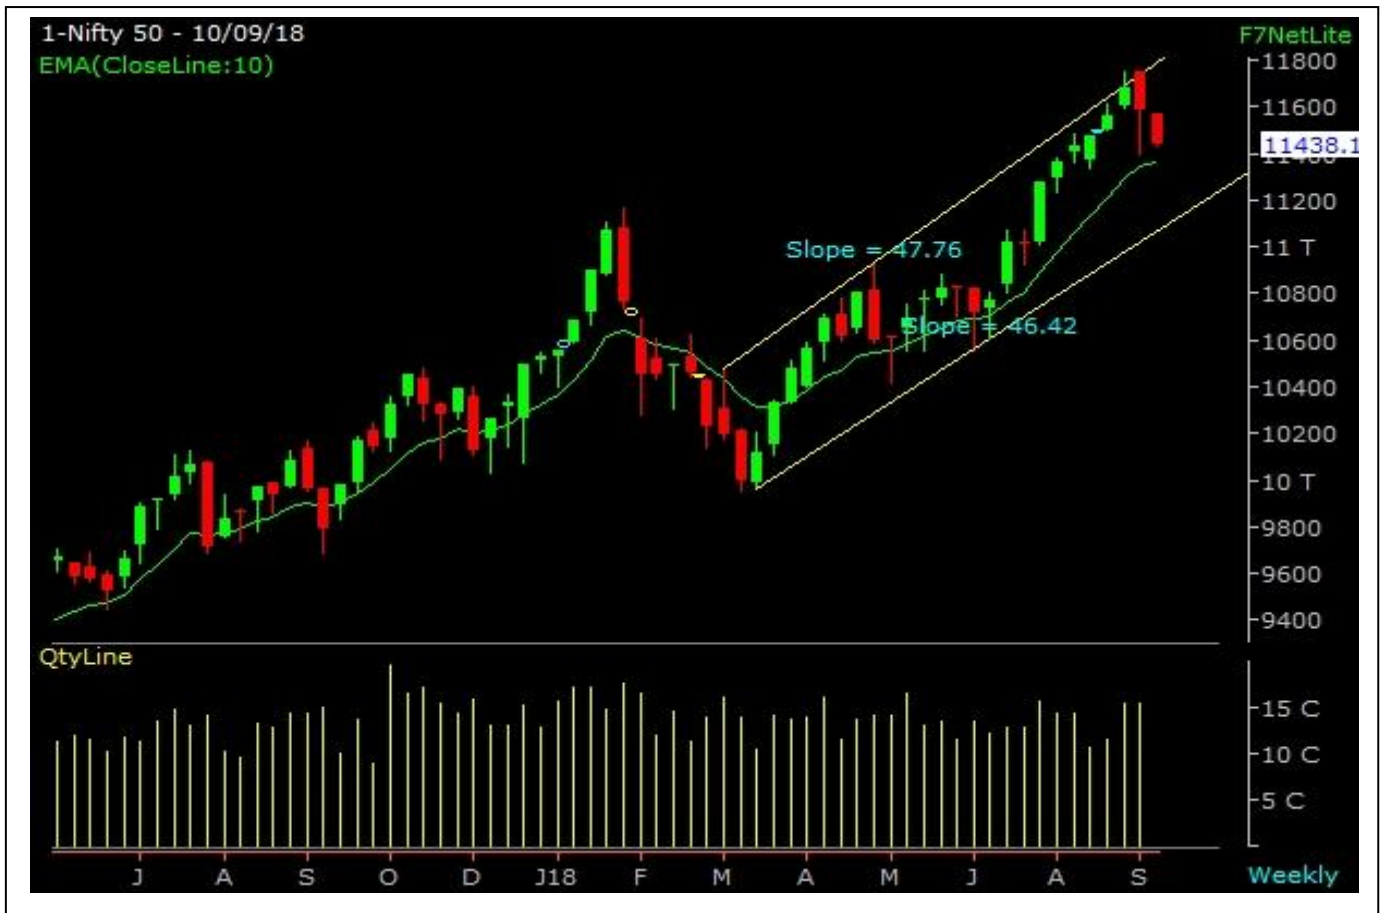 1-Nifty 50 - 10/09/18
F7NetLite
EMA(CloseLine:10)
11800
11600
11438.1
11400
11200
Slope = 47.76
11 T
10800
Slope = 46.42
10600
10400
10200
10 T
9800
9600
9400
QtyLine
15 C
10 C
5 C
J A S O D J18 F M A M J A S
Weekly